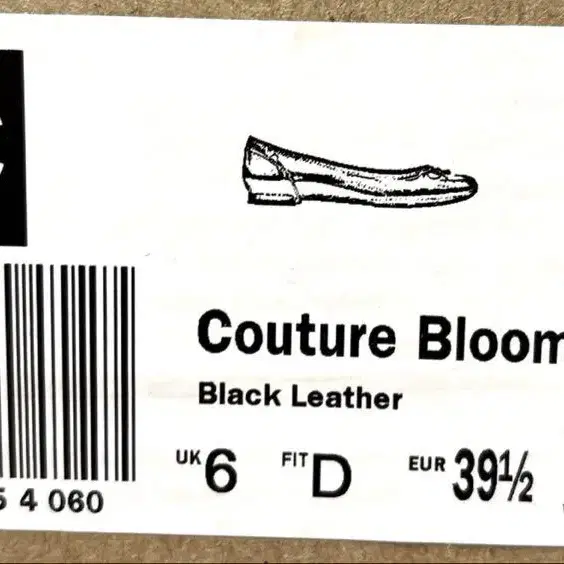 Couture Bloom
Black Leather
UK 6 FIT D EUR 39½
5 4 060